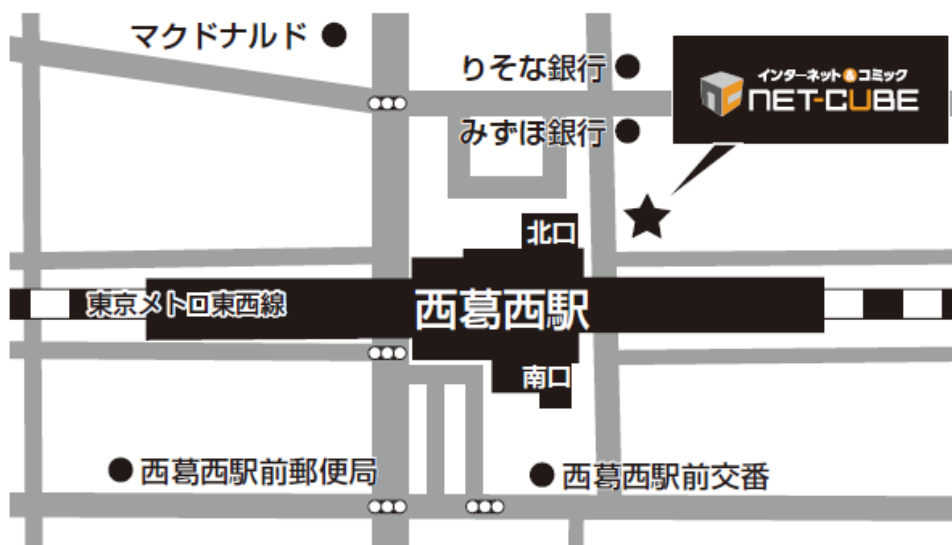 マクドナルド
りそな銀行
インターネット&コミック
NET-CUBE
みずほ銀行
北口
東京メトロ東西線
西葛西駅
南口
西葛西駅前郵便局
西葛西駅前交番